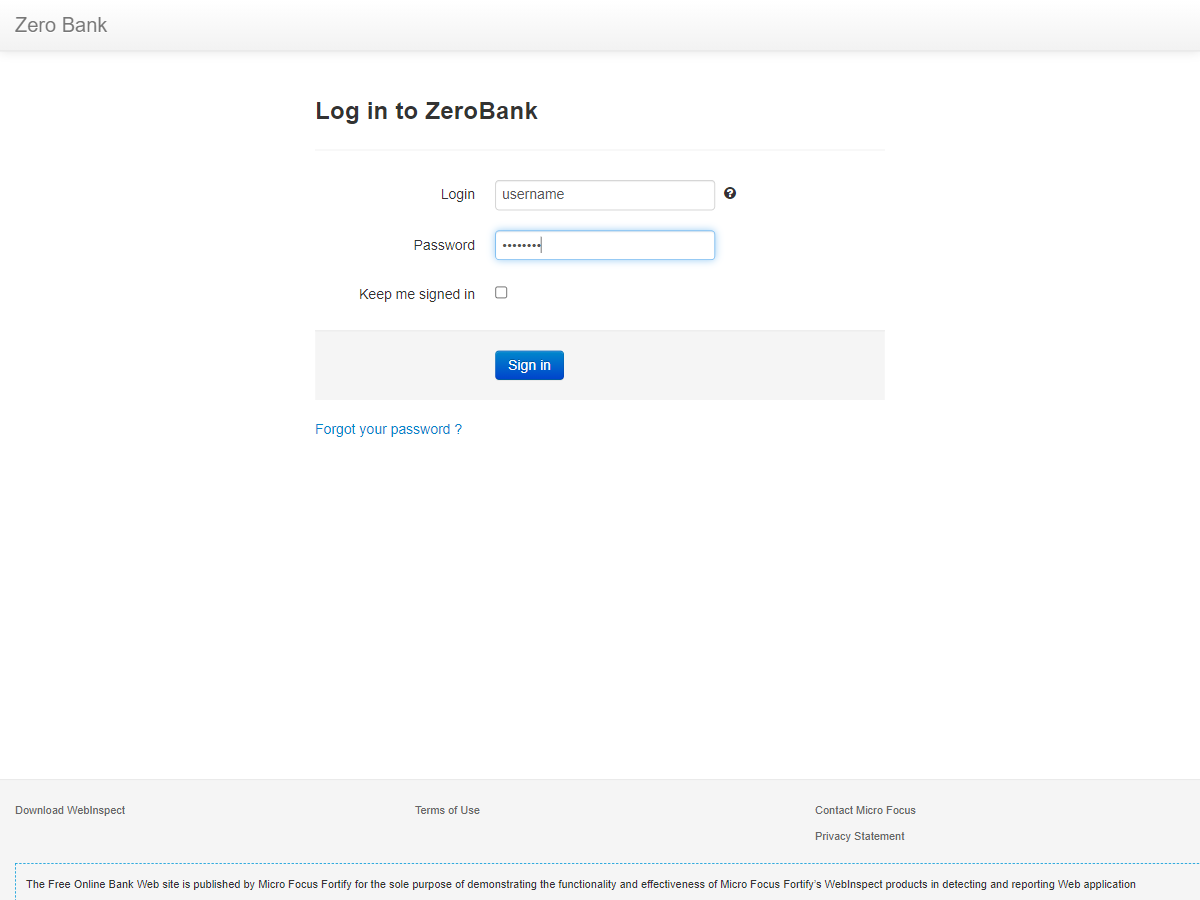 Zero Bank
Log in to ZeroBank
Login
username
Password
••••••••
Keep me signed in
Sign in
Forgot your password ?
Download WebInspect
Terms of Use
Contact Micro Focus
Privacy Statement
The Free Online Bank Web site is published by Micro Focus Fortify for the sole purpose of demonstrating the functionality and effectiveness of Micro Focus Fortify's WebInspect products in detecting and reporting Web application